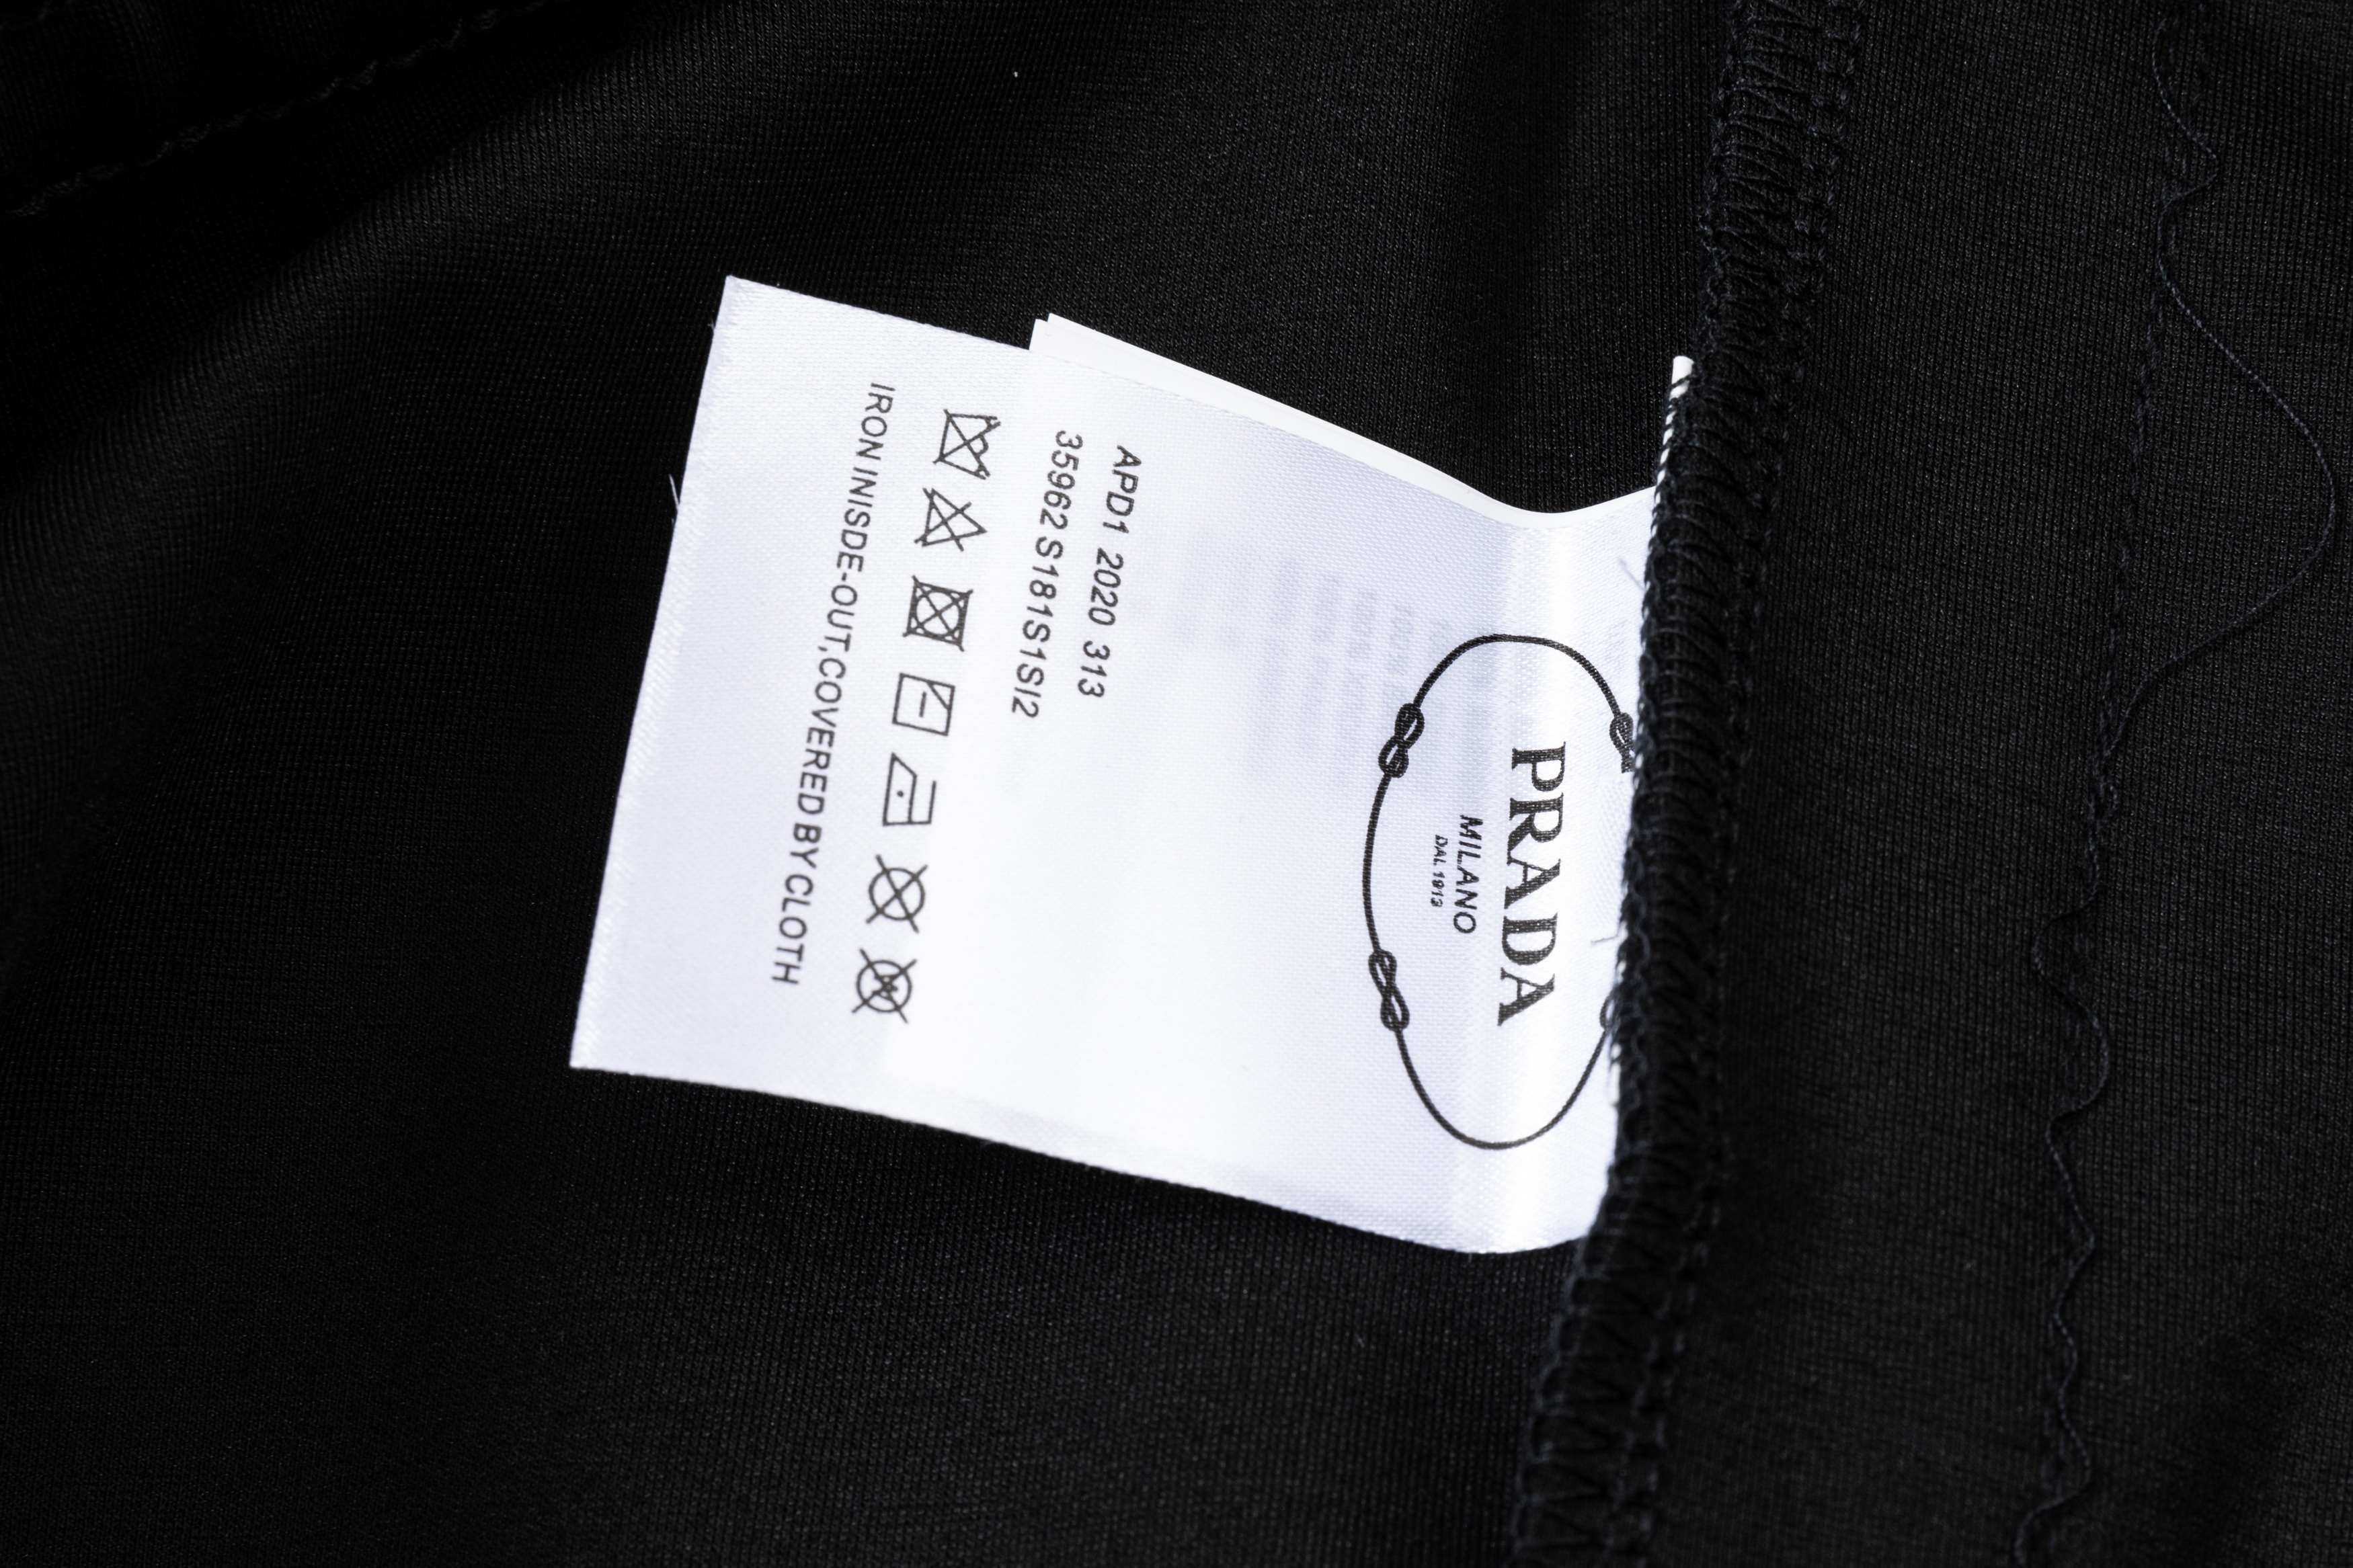 PRADA
MILANO
DAL 1913
APD1 2020 313
35962 S181S1SI2
IRON INISDE-OUT,COVERED BY CLOTH